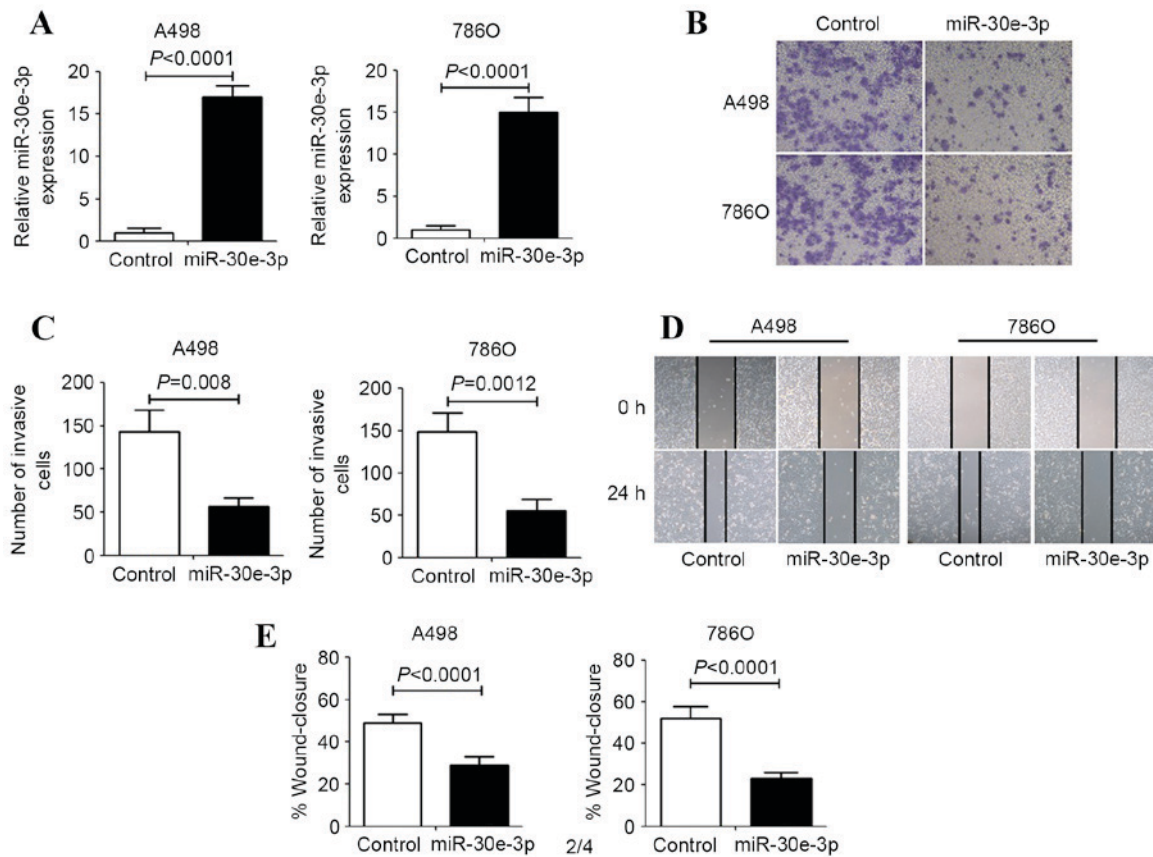 A
A498
P<0.0001
Relative miR-30e-3p
expression
20
15
10
5
0
Control miR-30e-3p
786O
P<0.0001
Relative miR-30e-3p
expression
20
15
10
5
0
Control miR-30e-3p
B
Control miR-30e-3p
A498
786O
C
A498
P=0.008
Number of invasive
cells
200
150
100
50
0
Control miR-30e-3p
786O
P=0.0012
Number of invasive
cells
200
150
100
50
0
Control miR-30e-3p
D
A498 786O
0 h
24 h
Control miR-30e-3p Control miR-30e-3p
E
A498
P<0.0001
% Wound-closure
80
60
40
20
0
Control miR-30e-3p
2/4
786O
P<0.0001
% Wound-closure
80
60
40
20
0
Control miR-30e-3p